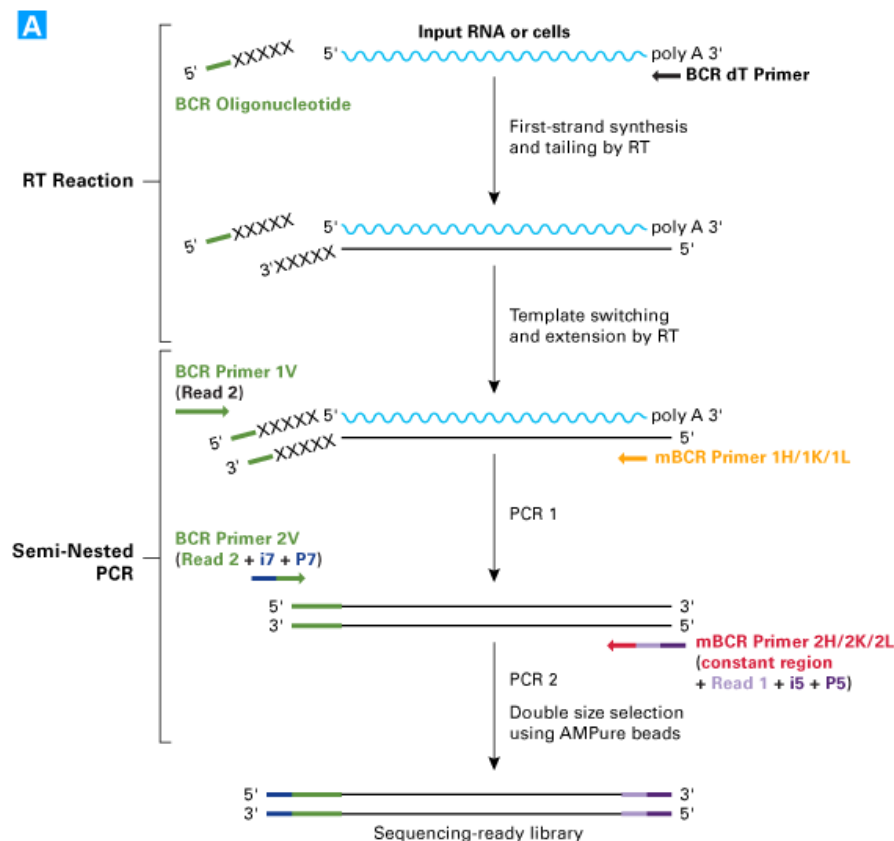 A
Input RNA or cells
5' XXXXX
5' poly A 3'
BCR dT Primer
BCR Oligonucleotide
First-strand synthesis
and tailing by RT
RT Reaction
5' XXXXX
5' poly A 3'
3' XXXXX 5'
Template switching
and extension by RT
BCR Primer 1V
(Read 2)
5' XXXXX 5' poly A 3'
3' XXXXX 5'
mBCR Primer 1H/1K/1L
PCR 1
Semi-Nested
PCR
BCR Primer 2V
(Read 2 + i7 + P7)
5' 3'
3' 5'
mBCR Primer 2H/2K/2L
(constant region
+ Read 1 + i5 + P5)
PCR 2
Double size selection
using AMPure beads
5' 3'
3' 5'
Sequencing-ready library